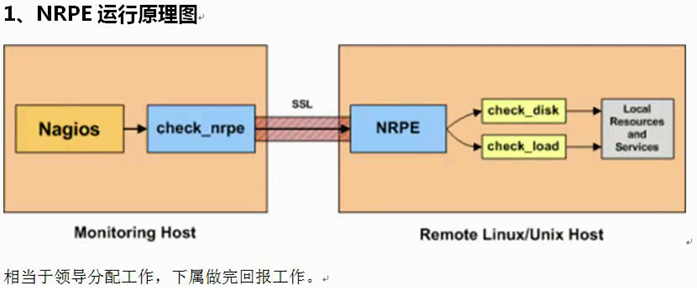 1、NRPE 运行原理图
SSL
Nagios
check_nrpe
NRPE
check_disk
check_load
Local
Resources
and
Services
Monitoring Host
Remote Linux/Unix Host
相当于领导分配工作，下属做完回报工作。